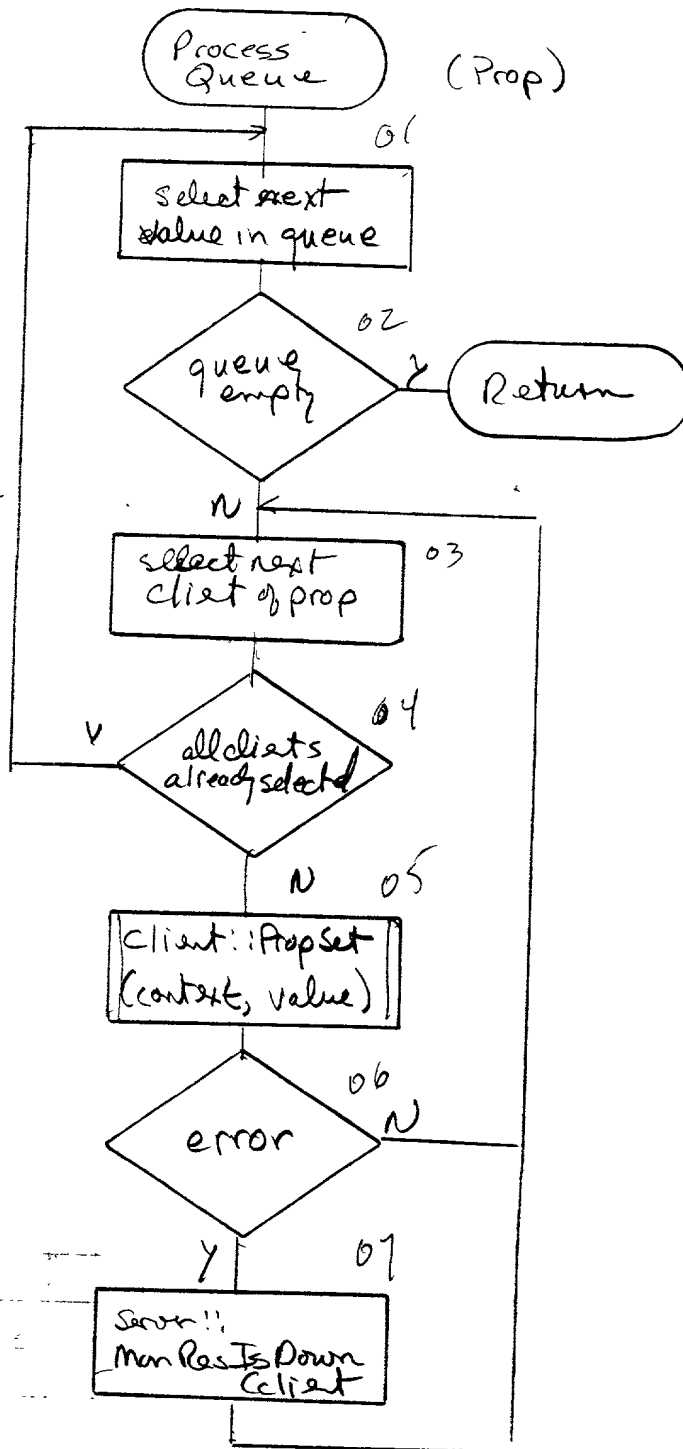 Process
Queue
(Prop)
01
select next
value in queue
02
queue
empty
Y
Return
N
select next
client of prop
03
04
Y
all clients
already selected
N
05
Client::PropSet
(context, value)
06
error
N
Y
07
Server::
ManResIsDown
(client